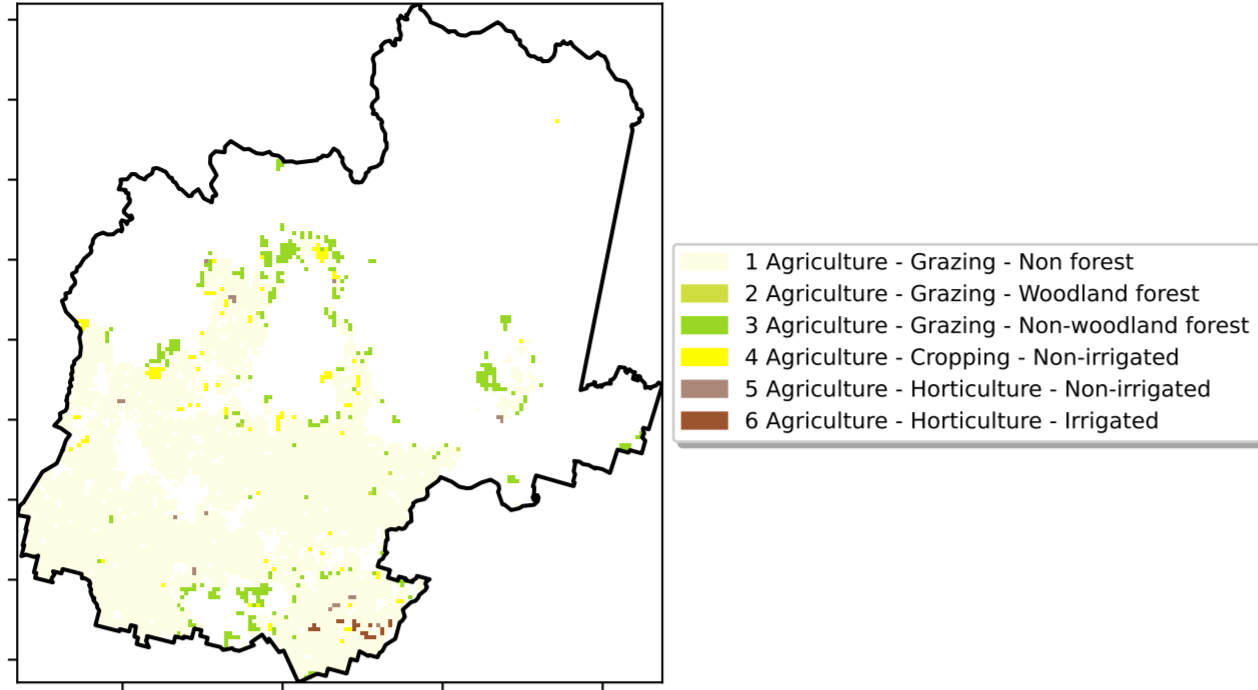 1 Agriculture - Grazing - Non forest
2 Agriculture - Grazing - Woodland forest
3 Agriculture - Grazing - Non-woodland forest
4 Agriculture - Cropping - Non-irrigated
5 Agriculture - Horticulture - Non-irrigated
6 Agriculture - Horticulture - Irrigated